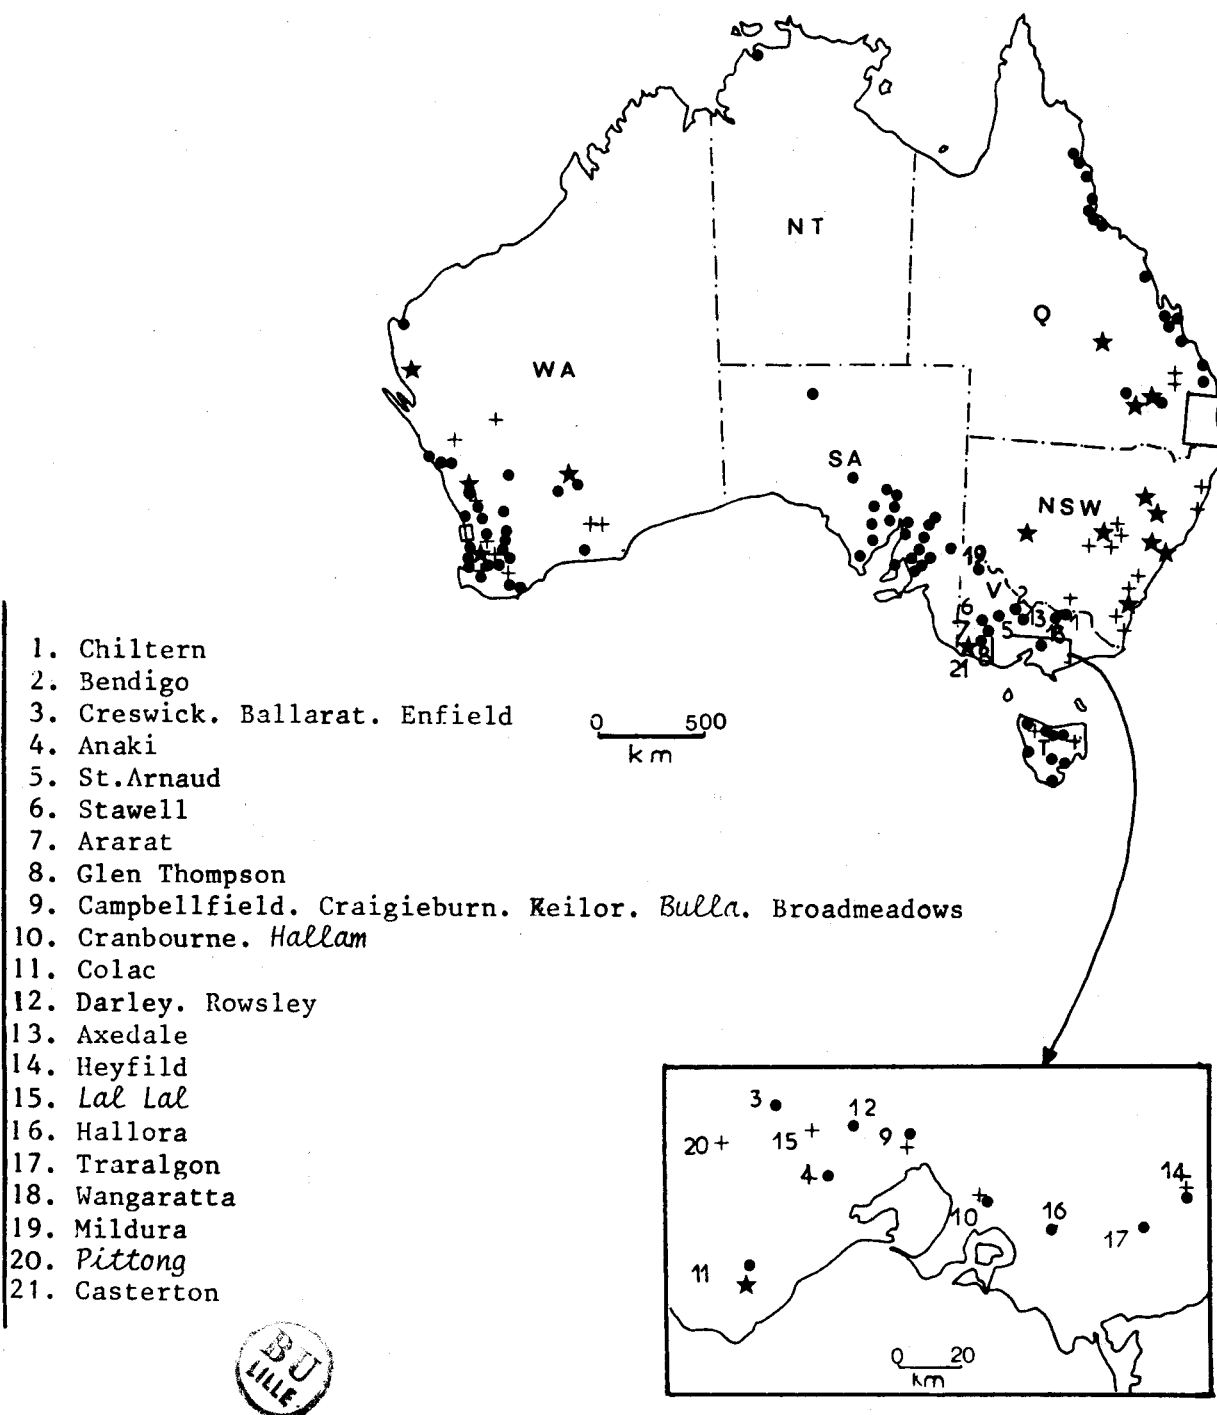 NT
Q
WA
SA
NSW
19
V
2
6
13
1
7
5
18
8
21
T
0 500
km
1. Chiltern
2. Bendigo
3. Creswick. Ballarat. Enfield
4. Anaki
5. St.Arnaud
6. Stawell
7. Ararat
8. Glen Thompson
9. Campbellfield. Craigieburn. Keilor. Bulla. Broadmeadows
10. Cranbourne. Hallam
11. Colac
12. Darley. Rowsley
13. Axedale
14. Heyfild
15. Lal Lal
16. Hallora
17. Traralgon
18. Wangaratta
19. Mildura
20. Pittong
21. Casterton
3
12
20
15
9
4
14
10
16
17
11
0 20
km
BU
LILLE